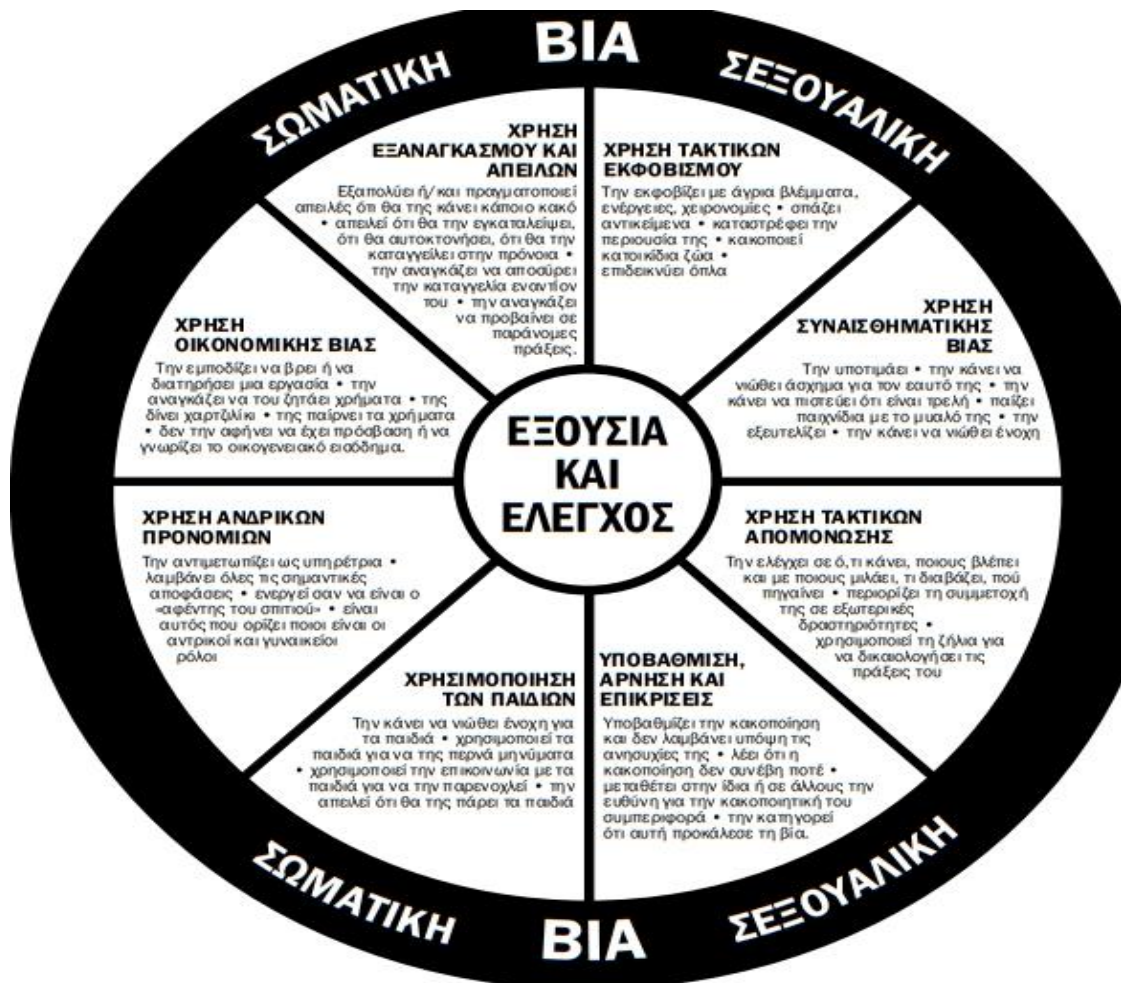 ΒΙΑ
ΣΩΜΑΤΙΚΗ
ΣΕΞΟΥΑΛΙΚΗ
ΧΡΗΣΗ
ΕΞΑΝΑΓΚΑΣΜΟΥ ΚΑΙ
ΑΠΕΙΛΩΝ
Εξαπολύει ή/και πραγματοποιεί
απειλές ότι θα της κάνει κάποιο κακό
• απειλεί ότι θα την εγκαταλείψει,
ότι θα αυτοκτονήσει, ότι θα την
καταγγείλει στην πρόνοια •
την αναγκάζει να αποσύρει
την καταγγελία εναντίον
του • την αναγκάζει
να προβαίνει σε
παράνομες
πράξεις.
ΧΡΗΣΗ ΤΑΚΤΙΚΩΝ
ΕΚΦΟΒΙΣΜΟΥ
Την εκφοβίζει με άγρια βλέμματα,
ενέργειες, χειρονομίες • σπάζει
αντικείμενα • καταστρέφει την
περιουσία της • κακοποιεί
κατοικίδια ζώα •
επιδεικνύει όπλα
ΧΡΗΣΗ
ΟΙΚΟΝΟΜΙΚΗΣ ΒΙΑΣ
Την εμποδίζει να βρει ή να
διατηρήσει μια εργασία • την
αναγκάζει να του ζητάει χρήματα • της
δίνει χαρτζιλίκι • της παίρνει τα χρήματα
• δεν την αφήνει να έχει πρόσβαση ή να
γνωρίζει το οικογενειακό εισόδημα.
ΧΡΗΣΗ
ΣΥΝΑΙΣΘΗΜΑΤΙΚΗΣ
ΒΙΑΣ
Την υποτιμάει • την κάνει να
νιώθει άσχημα για τον εαυτό της • την
κάνει να πιστεύει ότι είναι τρελή • παίζει
παιχνίδια με το μυαλό της • την
εξευτελίζει • την κάνει να νιώθει ένοχη
ΕΞΟΥΣΙΑ
ΚΑΙ
ΕΛΕΓΧΟΣ
ΧΡΗΣΗ ΑΝΔΡΙΚΩΝ
ΠΡΟΝΟΜΙΩΝ
Την αντιμετωπίζει ως υπηρέτρια •
λαμβάνει όλες τις σημαντικές
αποφάσεις • ενεργεί σαν να είναι ο
«αφέντης του σπιτιού» • είναι
αυτός που ορίζει ποιοι είναι οι
αντρικοί και γυναικείοι
ρόλοι
ΧΡΗΣΗ ΤΑΚΤΙΚΩΝ
ΑΠΟΜΟΝΩΣΗΣ
Την ελέγχει σε ό,τι κάνει, ποιους βλέπει
και με ποιους μιλάει, τι διαβάζει, πού
πηγαίνει • περιορίζει τη συμμετοχή
της σε εξωτερικές
δραστηριότητες •
χρησιμοποιεί τη ζήλια για
να δικαιολογήσει τις
πράξεις του
ΧΡΗΣΙΜΟΠΟΙΗΣΗ
ΤΩΝ ΠΑΙΔΙΩΝ
Την κάνει να νιώθει ένοχη για
τα παιδιά • χρησιμοποιεί τα
παιδιά για να της περνά μηνύματα
• χρησιμοποιεί την επικοινωνία με τα
παιδιά για να την παρενοχλεί • την
απειλεί ότι θα της πάρει τα παιδιά
ΥΠΟΒΑΘΜΙΣΗ,
ΑΡΝΗΣΗ ΚΑΙ
ΕΠΙΚΡΙΣΕΙΣ
Υποβαθμίζει την κακοποίηση
και δεν λαμβάνει υπόψη τις
ανησυχίες της • λέει ότι η
κακοποίηση δεν συνέβη ποτέ •
μεταθέτει στην ίδια ή σε άλλους την
ευθύνη για την κακοποιητική του
συμπεριφορά • την κατηγορεί
ότι αυτή προκάλεσε τη βία.
ΣΩΜΑΤΙΚΗ
ΒΙΑ
ΣΕΞΟΥΑΛΙΚΗ